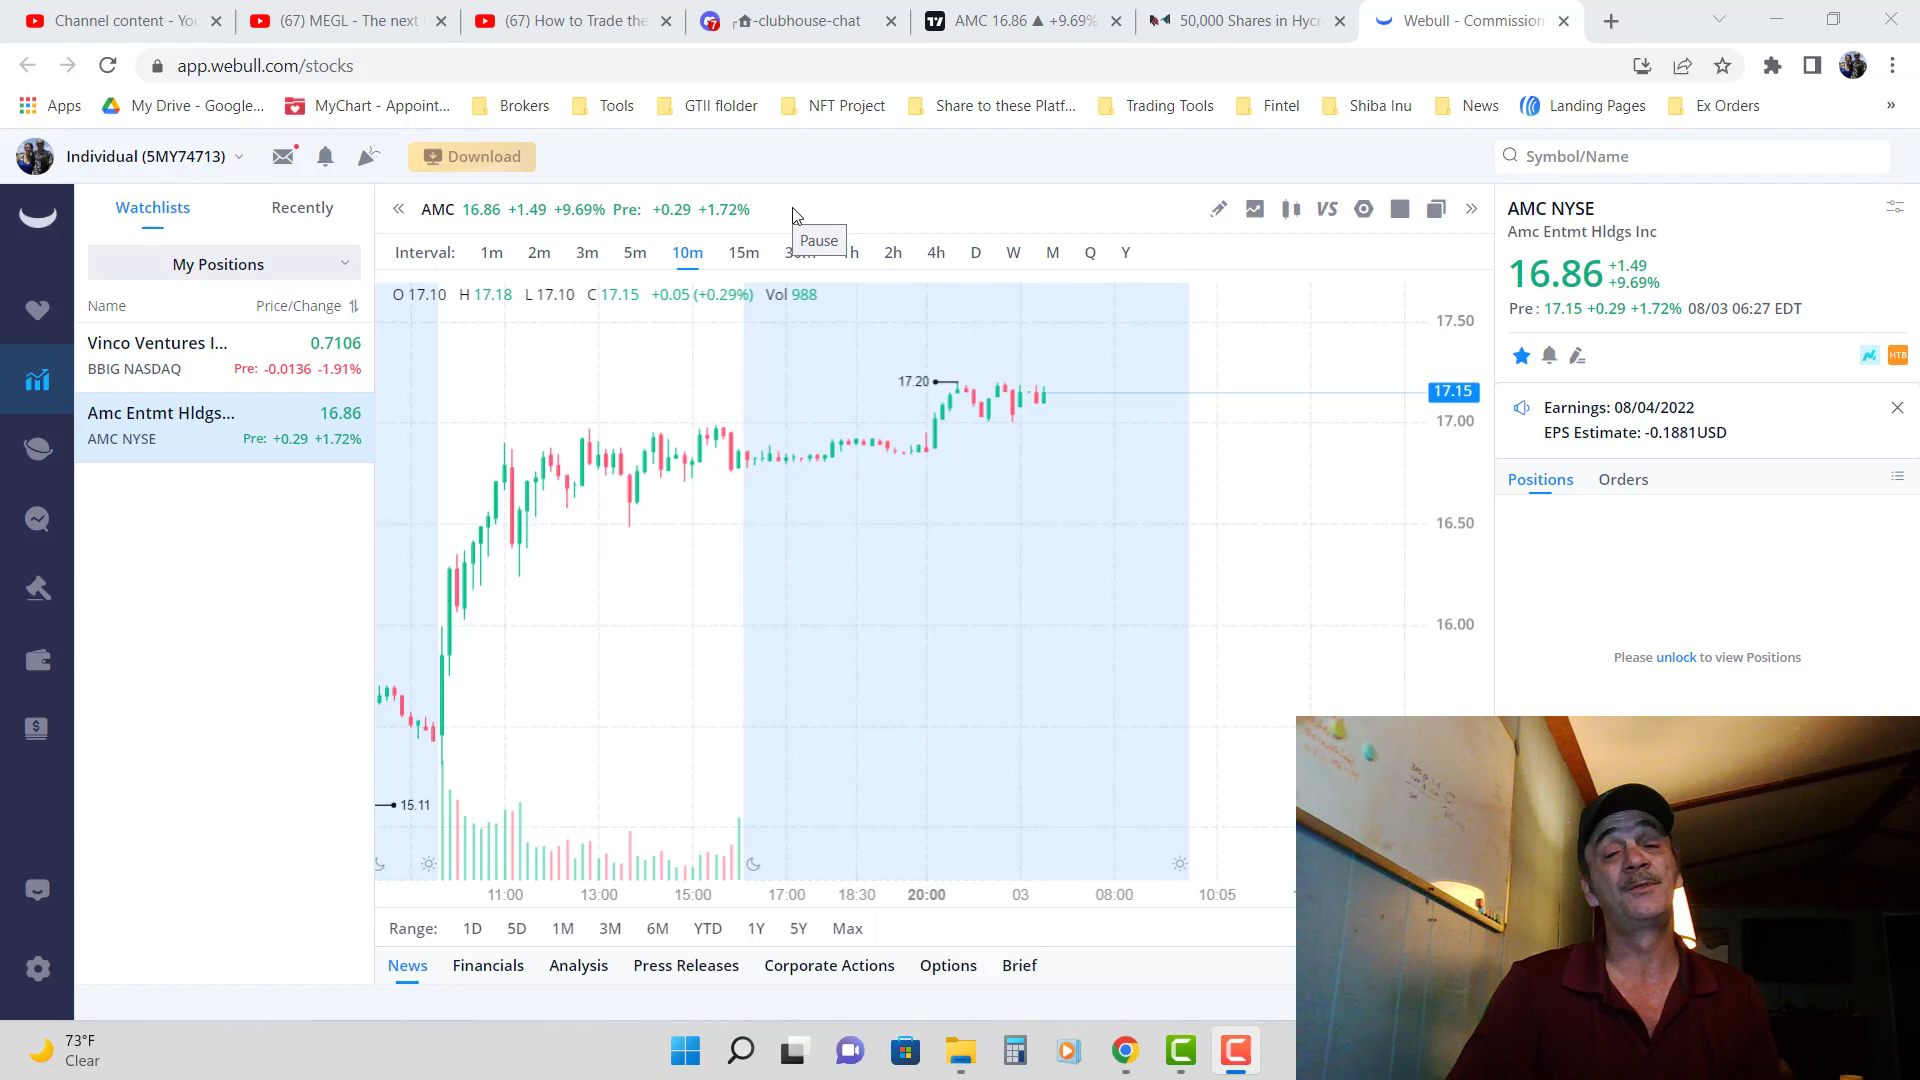 Channel content - You
(67) MEGL - The next
(67) How to Trade the
-clubhouse-chat
AMC 16.86 ▲ +9.69%
50,000 Shares in Hycr
Webull - Commission
app.webull.com/stocks
Apps
My Drive - Google...
MyChart - Appoint...
Brokers
Tools
GTII flolder
NFT Project
Share to these Platf...
Trading Tools
Fintel
Shiba Inu
News
Landing Pages
Ex Orders
»
Individual (5MY74713)
Download
Symbol/Name
Watchlists
Recently
My Positions
Name
Price/Change
Vinco Ventures I...
0.7106
BBIG NASDAQ
Pre: -0.0136 -1.91%
Amc Entmt Hldgs...
16.86
AMC NYSE
Pre: +0.29 +1.72%
AMC 16.86 +1.49 +9.69% Pre: +0.29 +1.72%
VS
Pause
Interval: 1m 2m 3m 5m 10m 15m 2h 4h D W M Q Y
O 17.10 H 17.18 L 17.10 C 17.15 +0.05 (+0.29%) Vol 988
17.50
17.20
17.15
17.00
16.50
16.00
15.11
11:00 13:00 15:00 17:00 18:30 20:00 03 08:00 10:05
Range: 1D 5D 1M 3M 6M YTD 1Y 5Y Max
News Financials Analysis Press Releases Corporate Actions Options Brief
AMC NYSE
Amc Entmt Hldgs Inc
16.86
+1.49
+9.69%
Pre : 17.15 +0.29 +1.72% 08/03 06:27 EDT
HTB
Earnings: 08/04/2022
EPS Estimate: -0.1881USD
Positions
Orders
Please unlock to view Positions
73°F
Clear